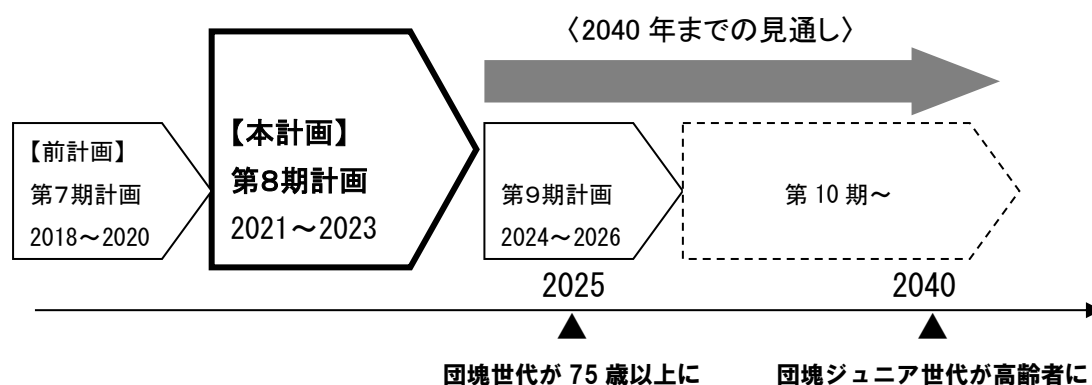 〈2040 年までの見通し〉
【前計画】
第7期計画
2018～2020
【本計画】
第8期計画
2021～2023
第9期計画
2024～2026
第 10 期～
2025
2040
▲
▲
団塊世代が 75 歳以上に
団塊ジュニア世代が高齢者に